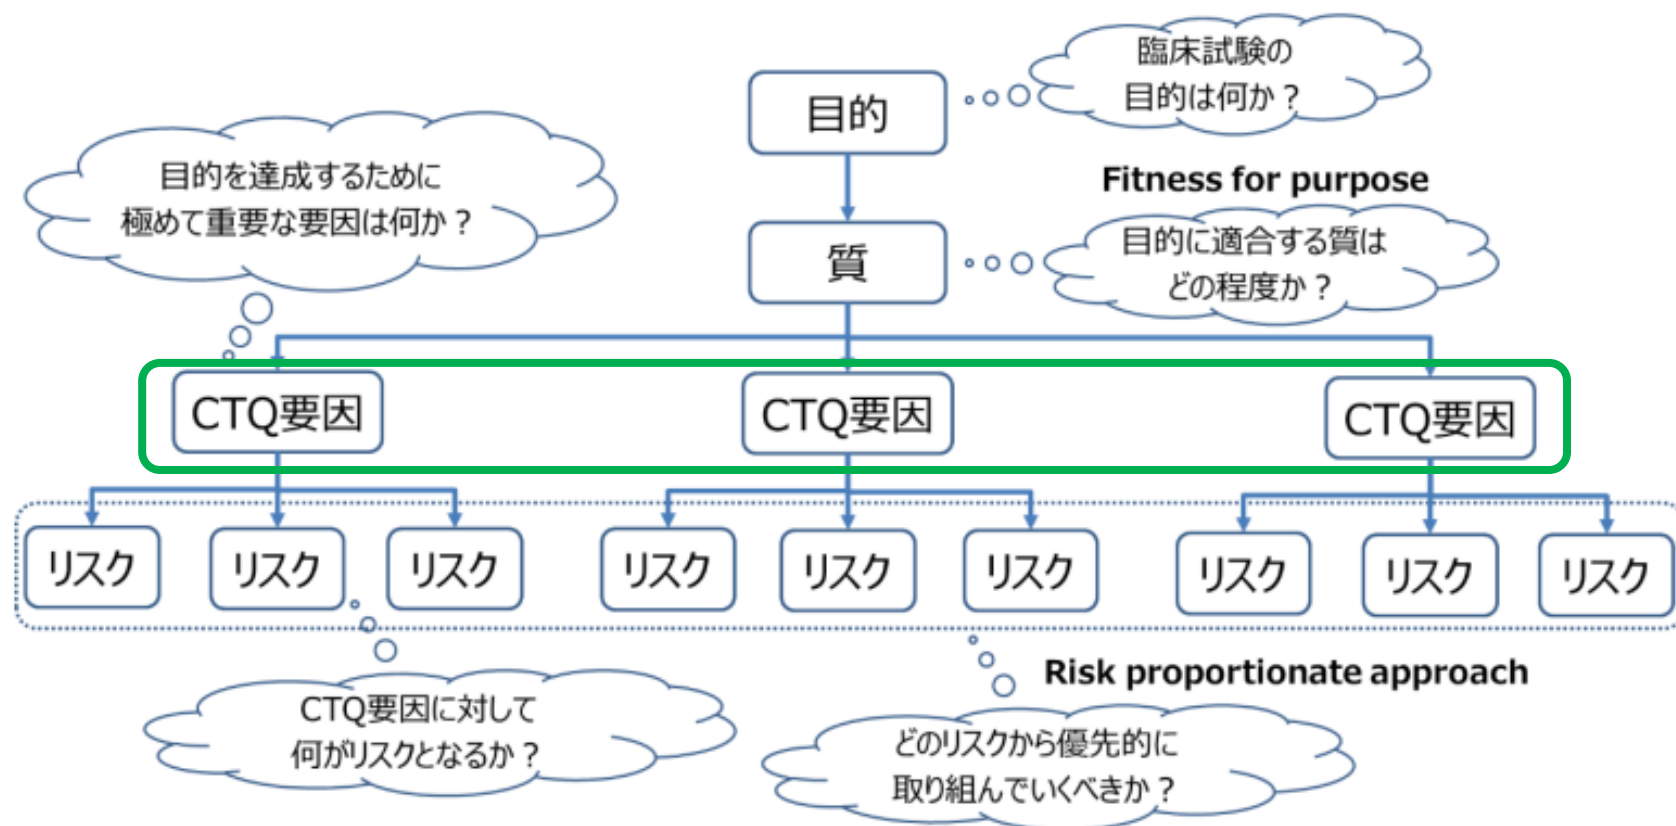 臨床試験の
目的は何か？
目的
Fitness for purpose
目的を達成するために
極めて重要な要因は何か？
目的に適合する質は
どの程度か？
質
CTQ要因
CTQ要因
CTQ要因
リスク
リスク
リスク
リスク
リスク
リスク
リスク
リスク
リスク
Risk proportionate approach
CTQ要因に対して
何がリスクとなるか？
どのリスクから優先的に
取り組んでいくべきか？